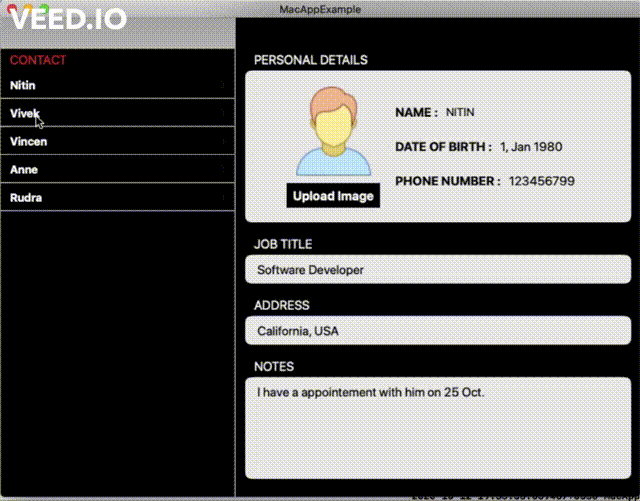 VEED.IO
MacAppExample
CONTACT
Nitin
Vivek
Vincen
Anne
Rudra
PERSONAL DETAILS
NAME : NITIN
DATE OF BIRTH : 1, Jan 1980
PHONE NUMBER : 123456799
Upload Image
JOB TITLE
Software Developer
ADDRESS
California, USA
NOTES
I have a appointement with him on 25 Oct.